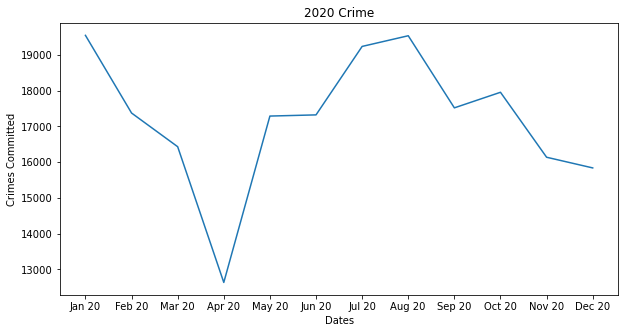 2020 Crime
Crimes Committed
19000
18000
17000
16000
15000
14000
13000
Jan 20 Feb 20 Mar 20 Apr 20 May 20 Jun 20 Jul 20 Aug 20 Sep 20 Oct 20 Nov 20 Dec 20
Dates